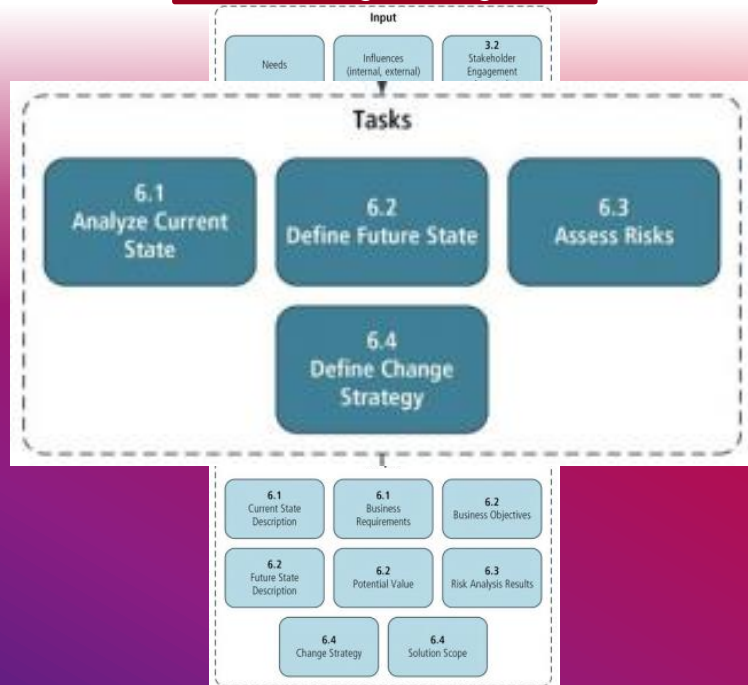 Input
Needs
Influences
(internal, external)
3.2
Stakeholder
Engagement
Tasks
6.1
Analyze Current
State
6.2
Define Future State
6.3
Assess Risks
6.4
Define Change
Strategy
6.1
Current State
Description
6.1
Business
Requirements
6.2
Business Objectives
6.2
Future State
Description
6.2
Potential Value
6.3
Risk Analysis Results
6.4
Change Strategy
6.4
Solution Scope